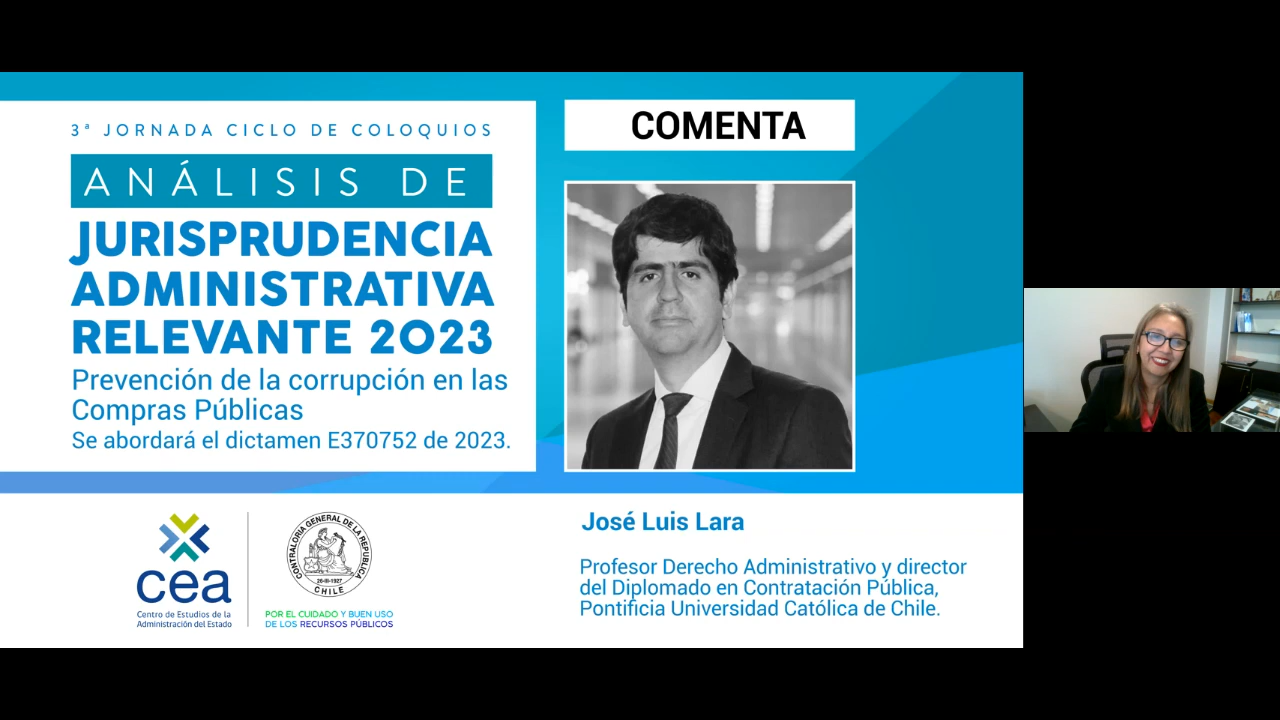 3ª JORNADA CICLO DE COLOQUIOS
ANÁLISIS DE
JURISPRUDENCIA
ADMINISTRATIVA
RELEVANTE 2023
Prevención de la corrupción en las
Compras Públicas
Se abordará el dictamen E370752 de 2023.
COMENTA
José Luis Lara
Profesor Derecho Administrativo y director
del Diplomado en Contratación Pública,
Pontificia Universidad Católica de Chile.
cea
Centro de Estudios de la
Administración del Estado
CONTRALORÍA GENERAL DE LA REPÚBLICA
26-III-1927
CHILE
POR EL CUIDADO Y BUEN USO
DE LOS RECURSOS PÚBLICOS